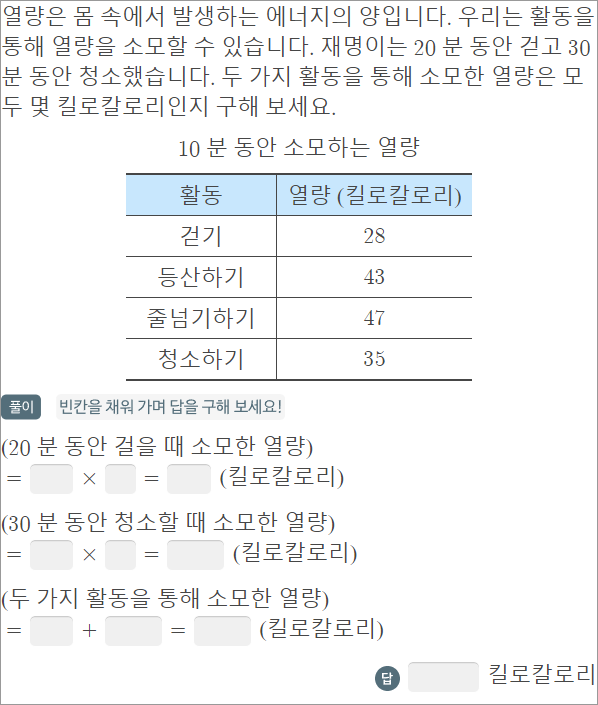 열량은 몸 속에서 발생하는 에너지의 양입니다. 우리는 활동을
통해 열량을 소모할 수 있습니다. 재명이는 20 분 동안 걷고 30
분 동안 청소했습니다. 두 가지 활동을 통해 소모한 열량은 모
두 몇 킬로칼로리인지 구해 보세요.
10 분 동안 소모하는 열량
활동 열량 (킬로칼로리)
걷기 28
등산하기 43
줄넘기하기 47
청소하기 35
풀이 빈칸을 채워 가며 답을 구해 보세요!
(20 분 동안 걸을 때 소모한 열량)
= × = (킬로칼로리)
(30 분 동안 청소할 때 소모한 열량)
= × = (킬로칼로리)
(두 가지 활동을 통해 소모한 열량)
= + = (킬로칼로리)
답 킬로칼로리